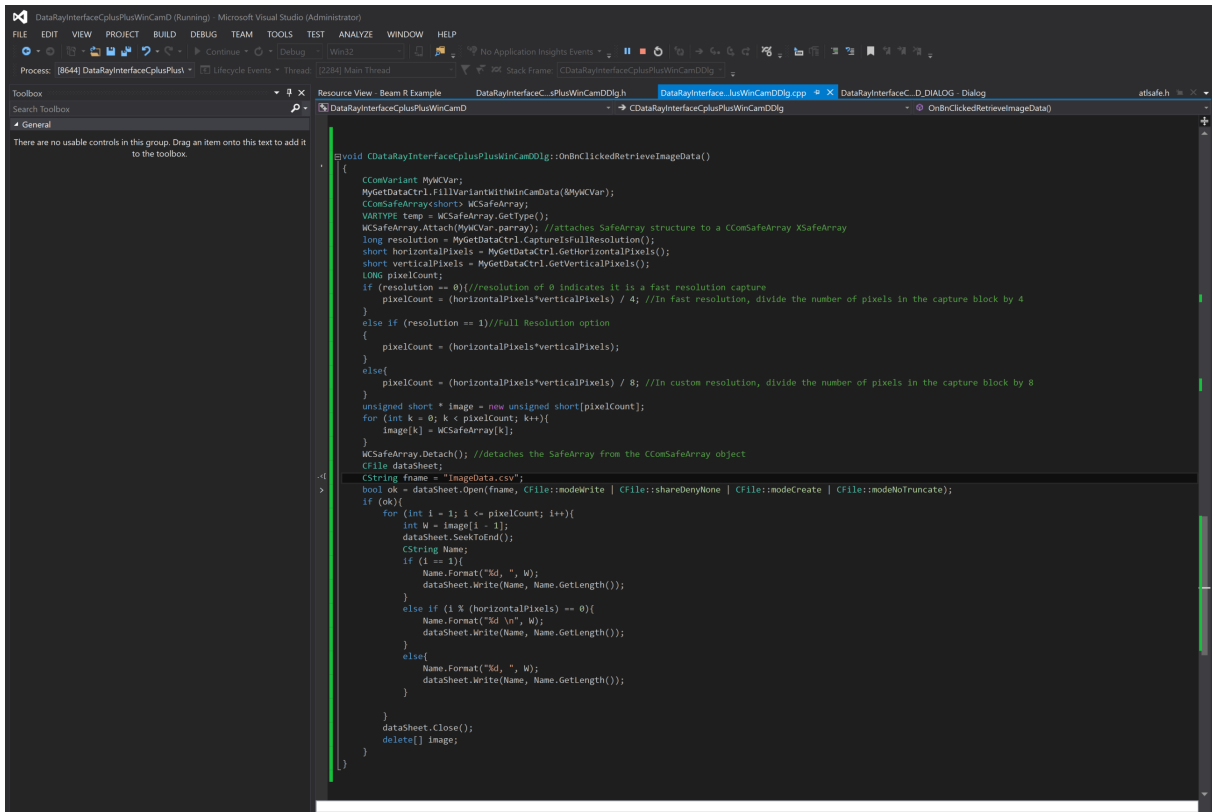 DataRayInterfaceCplusPlusWinCamD (Running) - Microsoft Visual Studio (Administrator)
FILE EDIT VIEW PROJECT BUILD DEBUG TEAM TOOLS TEST ANALYZE WINDOW HELP
Continue Debug Win32 No Application Insights Events
Process: [8644] DataRayInterfaceCplusPlus\ Lifecycle Events Thread: [2284] Main Thread Stack Frame: CDataRayInterfaceCplusPlusWinCamDDlg
Toolbox Resource View - Beam R Example DataRayInterfaceC...sPlusWinCamDDlg.h DataRayInterface...lusWinCamDDlg.cpp DataRayInterfaceC...D_DIALOG - Dialog atlsafe.h
Search Toolbox DataRayInterfaceCplusPlusWinCamD CDataRayInterfaceCplusPlusWinCamDDlg OnBnClickedRetrieveImageData()
General
There are no usable controls in this group. Drag an item onto this text to add it
to the toolbox.
void CDataRayInterfaceCplusPlusWinCamDDlg::OnBnClickedRetrieveImageData()
{
CComVariant MyWCVar;
MyGetDataCtrl.FillVariantWithWinCamData(&MyWCVar);
CComSafeArray<short> WCSafeArray;
VARTYPE temp = WCSafeArray.GetType();
WCSafeArray.Attach(MyWCVar.parray); //attaches SafeArray structure to a CComSafeArray XSafeArray
long resolution = MyGetDataCtrl.CaptureIsFullResolution();
short horizontalPixels = MyGetDataCtrl.GetHorizontalPixels();
short verticalPixels = MyGetDataCtrl.GetVerticalPixels();
LONG pixelCount;
if (resolution == 0){//resolution of 0 indicates it is a fast resolution capture
pixelCount = (horizontalPixels*verticalPixels) / 4; //In fast resolution, divide the number of pixels in the capture block by 4
}
else if (resolution == 1)//Full Resolution option
{
pixelCount = (horizontalPixels*verticalPixels);
}
else{
pixelCount = (horizontalPixels*verticalPixels) / 8; //In custom resolution, divide the number of pixels in the capture block by 8
}
unsigned short * image = new unsigned short[pixelCount];
for (int k = 0; k < pixelCount; k++){
image[k] = WCSafeArray[k];
}
WCSafeArray.Detach(); //detaches the SafeArray from the CComSafeArray object
CFile dataSheet;
CString fname = "ImageData.csv";
bool ok = dataSheet.Open(fname, CFile::modeWrite | CFile::shareDenyNone | CFile::modeCreate | CFile::modeNoTruncate);
if (ok){
for (int i = 1; i <= pixelCount; i++){
int W = image[i - 1];
dataSheet.SeekToEnd();
CString Name;
if (i == 1){
Name.Format("%d, ", W);
dataSheet.Write(Name, Name.GetLength());
}
else if (i % (horizontalPixels) == 0){
Name.Format("%d \n", W);
dataSheet.Write(Name, Name.GetLength());
}
else{
Name.Format("%d, ", W);
dataSheet.Write(Name, Name.GetLength());
}
}
dataSheet.Close();
delete[] image;
}
}